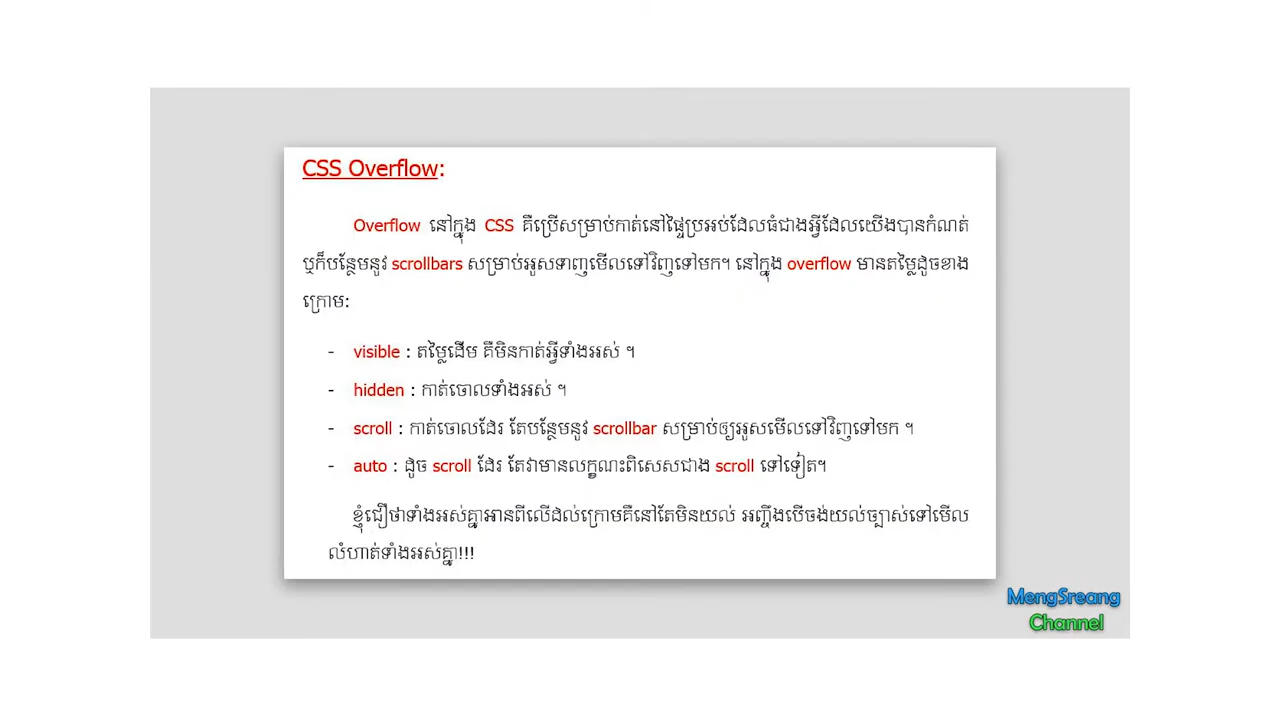 CSS Overflow:
Overflow នៅក្នុង CSS គឺប្រើសម្រាប់កាត់នៅផ្ទៃប្រអប់ដែលធំជាងអ្វីដែលយើងបានកំណត់
ឬក៏បន្ថែមនូវ scrollbars សម្រាប់អូសទាញមើលទៅវិញទៅមក។ នៅក្នុង overflow មានតម្លៃដូចខាង
ក្រោម:
- visible : តម្លៃដើម គឺមិនកាត់អ្វីទាំងអស់ ។
- hidden : កាត់ចោលទាំងអស់ ។
- scroll : កាត់ចោលដែរ តែបន្ថែមនូវ scrollbar សម្រាប់ឲ្យអូសមើលទៅវិញទៅមក ។
- auto : ដូច scroll ដែរ តែវាមានលក្ខណះពិសេសជាង scroll ទៅទៀត។
ខ្ញុំជឿថាទាំងអស់គ្នាអានពីលើដល់ក្រោមគឺនៅតែមិនយល់ អញ្ចឹងបើចង់យល់ច្បាស់ទៅមើល
លំហាត់ទាំងអស់គ្នា!!!
MengSreang
Channel